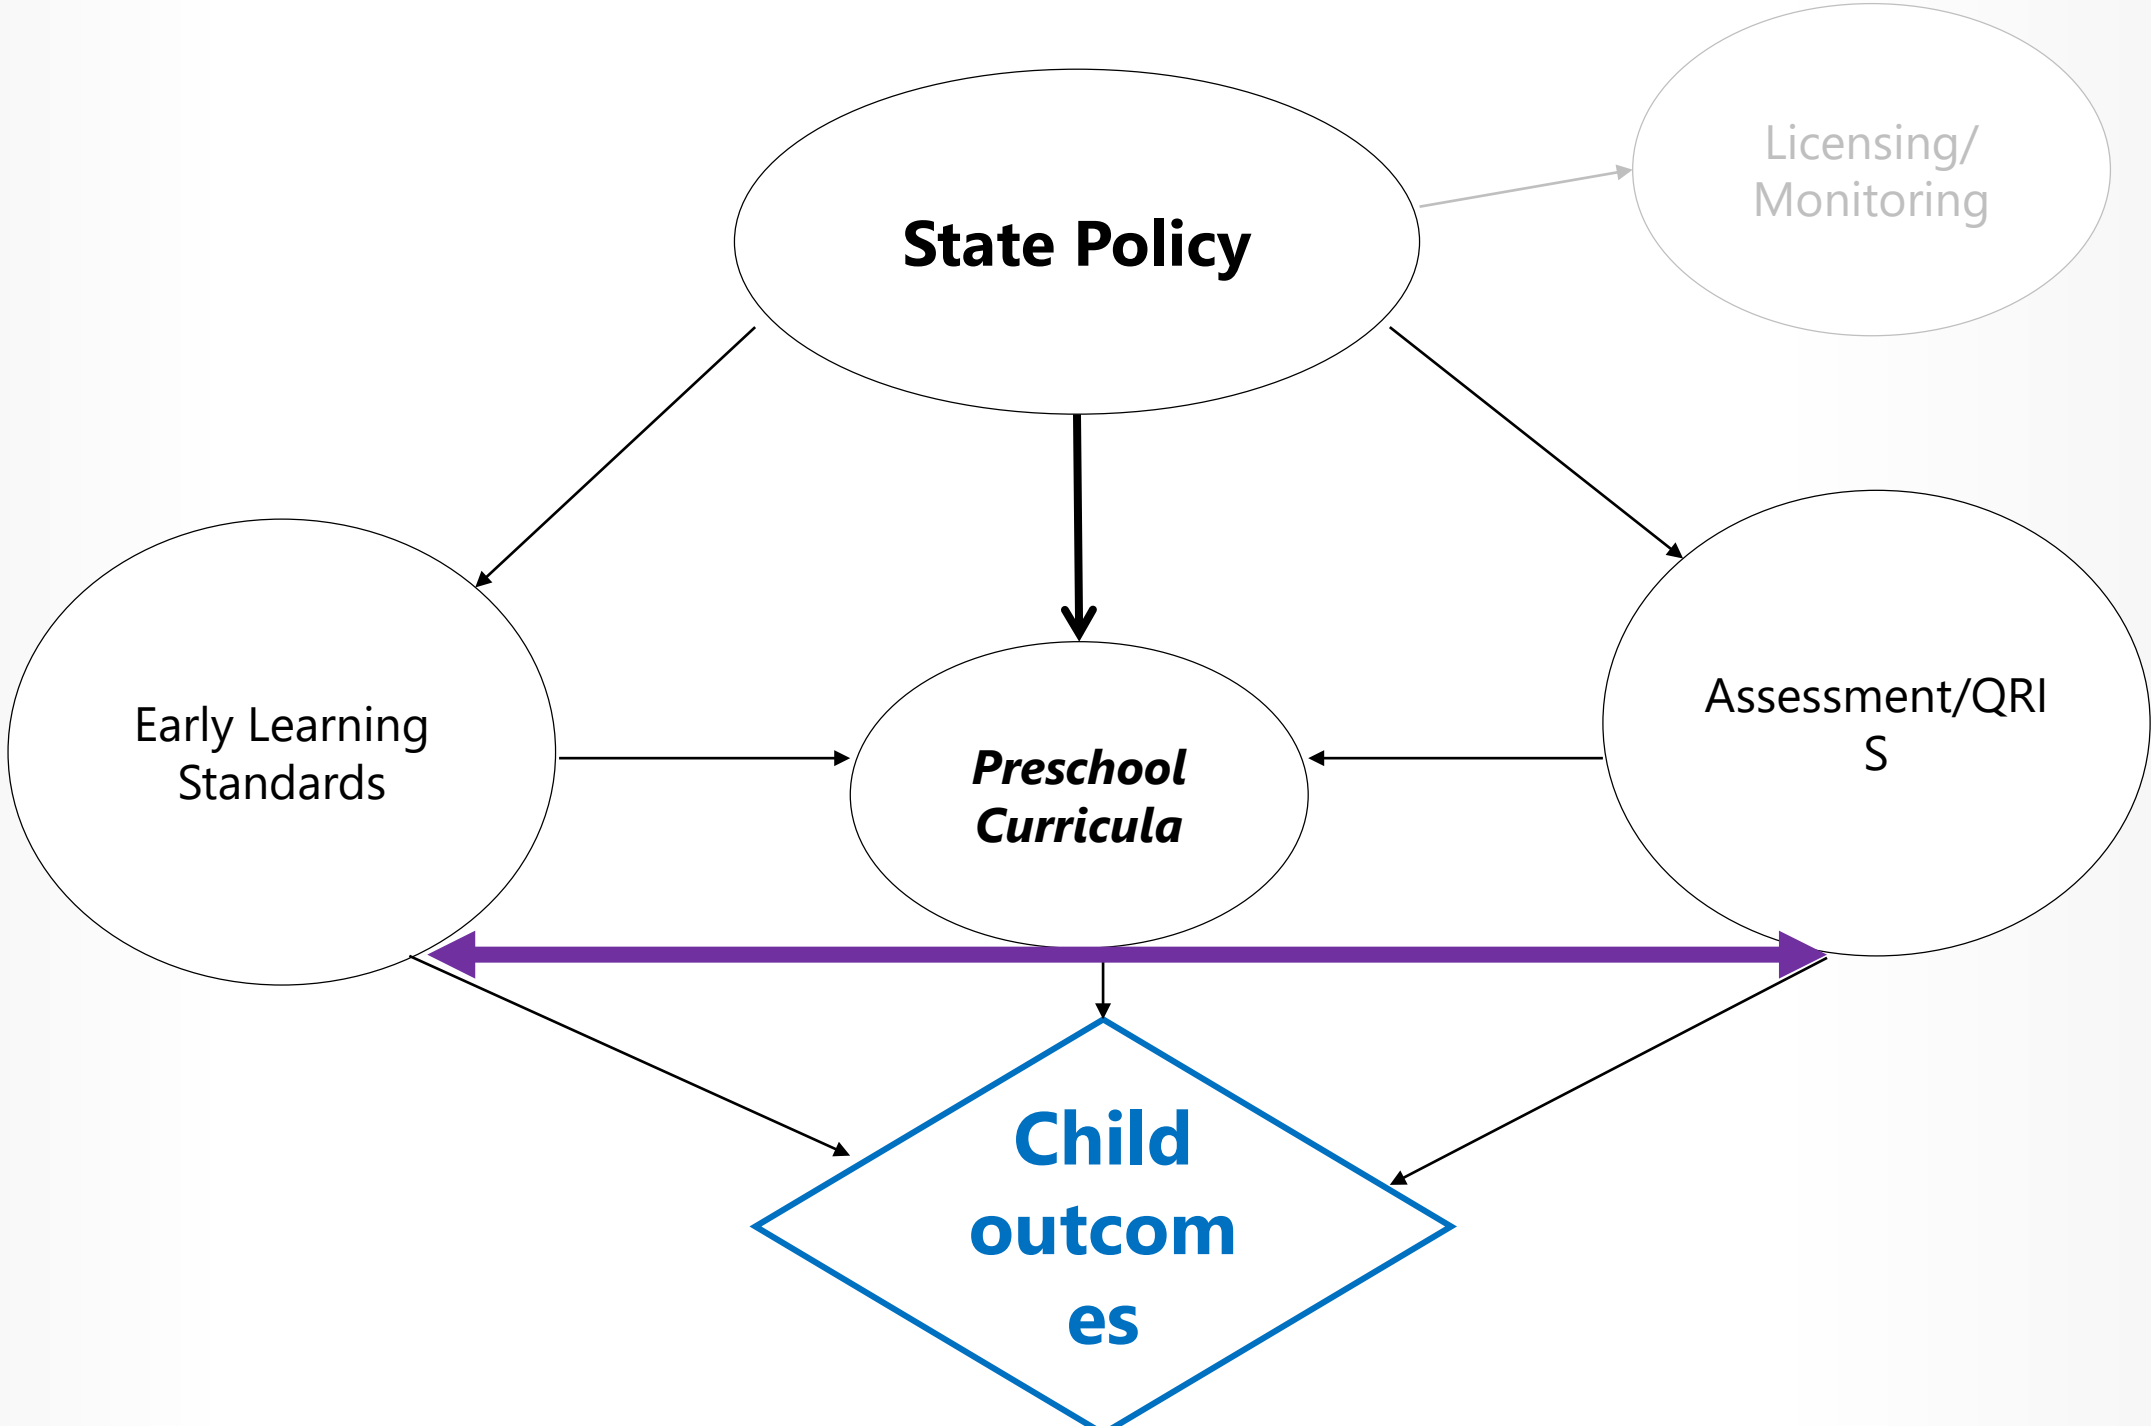 Licensing/
Monitoring
State Policy
Early Learning
Standards
Preschool
Curricula
Assessment/QRI
S
Child
outcom
es